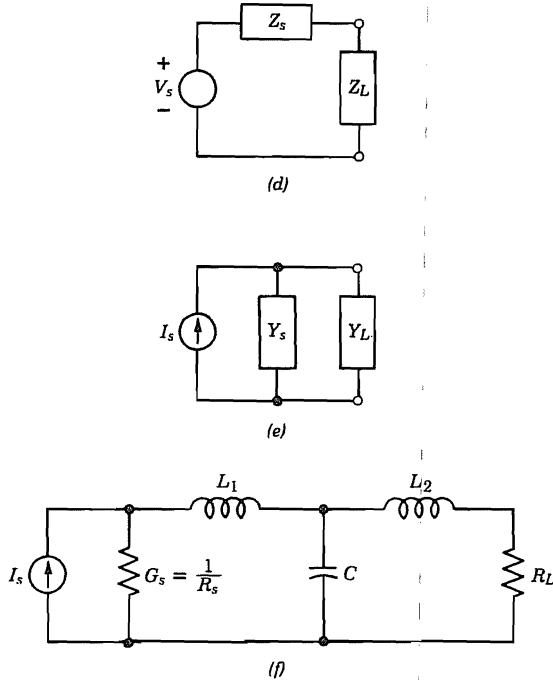 Z_s
+
V_s
−
Z_L
(d)
I_s
Y_s
Y_L
(e)
L_1
L_2
I_s
G_s = 1/R_s
C
R_L
(f)